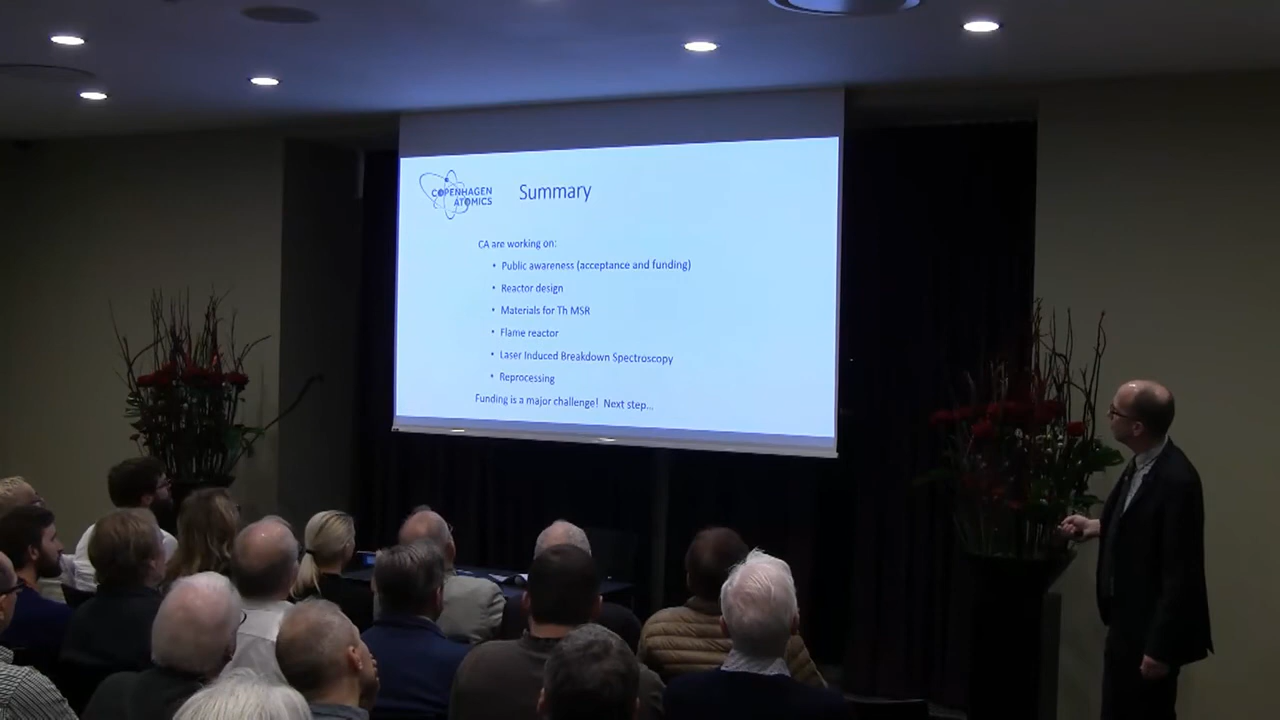 COPENHAGEN
ATOMICS
Summary
CA are working on:
• Public awareness (acceptance and funding)
• Reactor design
• Materials for Th MSR
• Flame reactor
• Laser Induced Breakdown Spectroscopy
• Reprocessing
Funding is a major challenge! Next step...